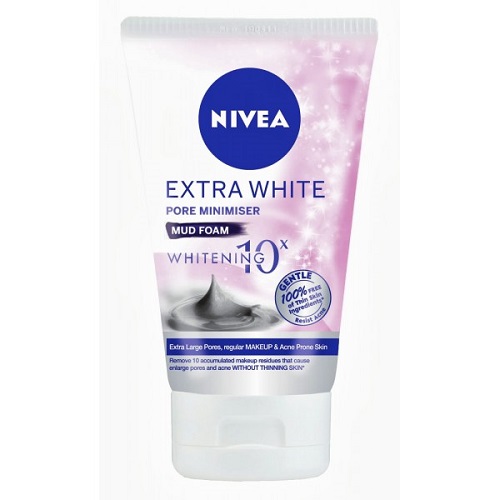 NIVEA
EXTRA WHITE
PORE MINIMISER
MUD FOAM
WHITENING 10x
GENTLE
100% FREE
of Thin Skin
Ingredients*
Resist Acne
Extra Large Pores, regular MAKEUP & Acne Prone Skin
Remove 10 accumulated makeup residues that cause
enlarge pores and acne WITHOUT THINNING SKIN*